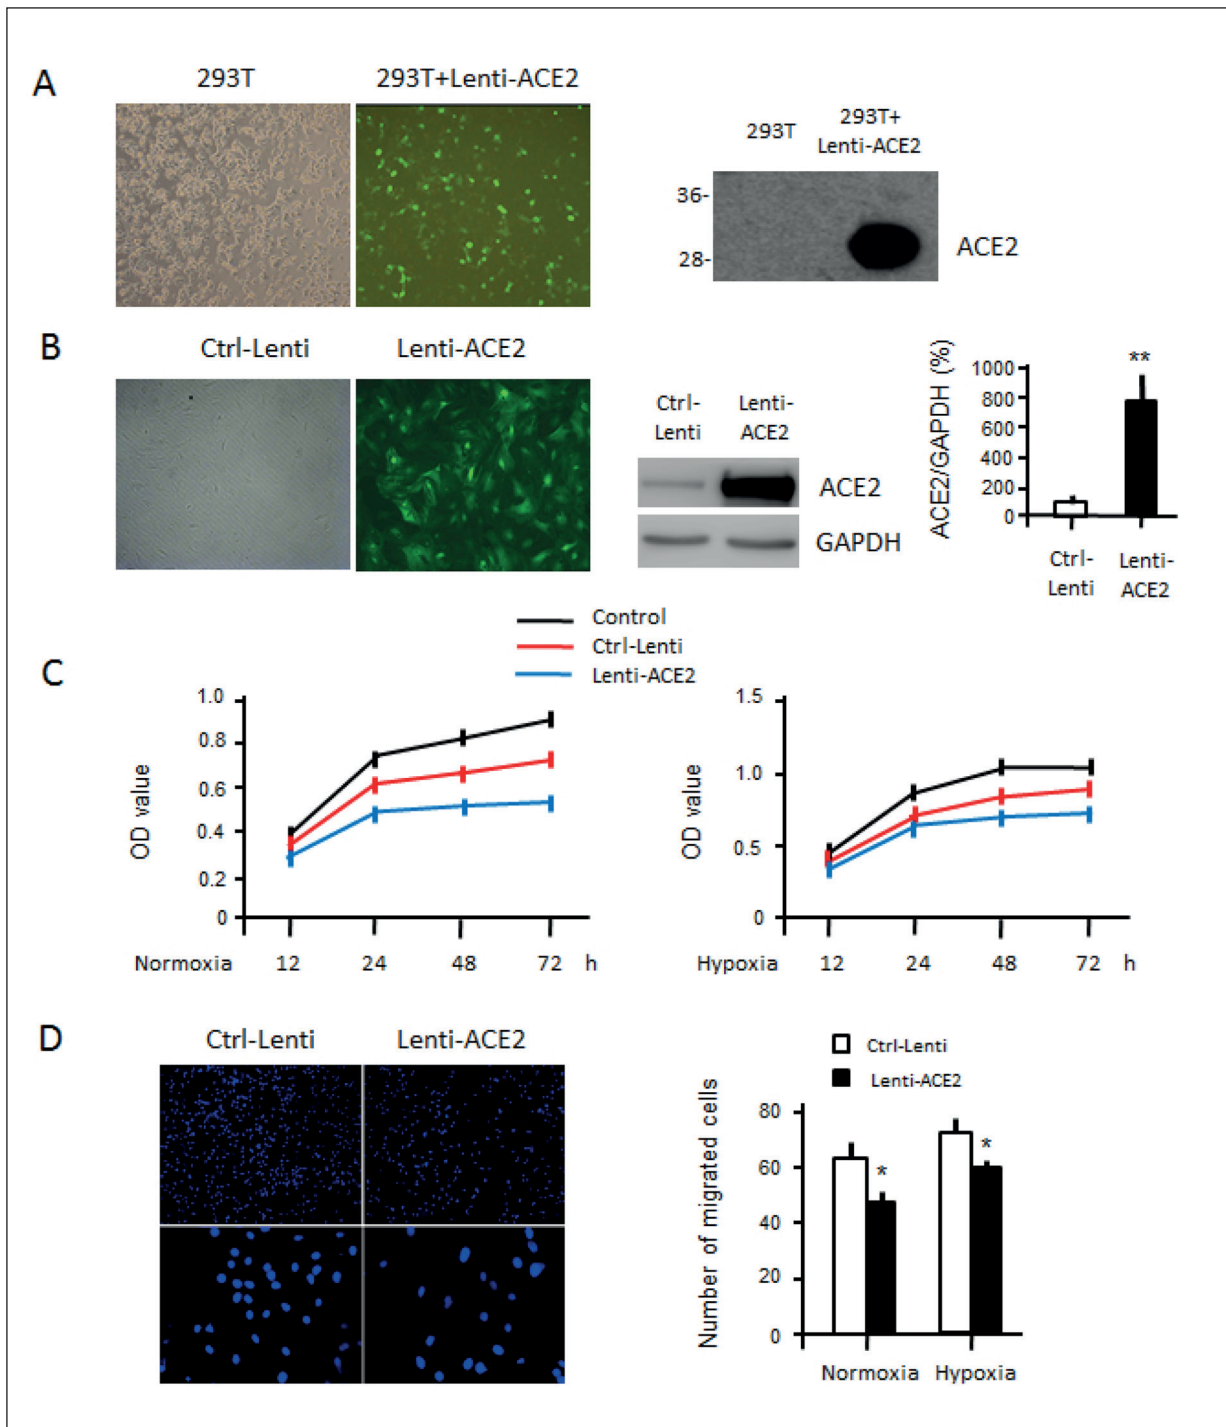 A
293T
293T+Lenti-ACE2
293T
293T+
Lenti-ACE2
36-
28-
ACE2
B
Ctrl-Lenti
Lenti-ACE2
Ctrl-
Lenti
Lenti-
ACE2
ACE2
GAPDH
ACE2/GAPDH (%)
1000
800
600
400
200
0
**
Ctrl-
Lenti
Lenti-
ACE2
C
Control
Ctrl-Lenti
Lenti-ACE2
OD value
1.0
0.8
0.6
0.4
0.2
0
Normoxia 12 24 48 72 h
OD value
1.5
1.0
0.5
0
Hypoxia 12 24 48 72 h
D
Ctrl-Lenti
Lenti-ACE2
Ctrl-Lenti
Lenti-ACE2
Number of migrated cells
80
60
40
20
0
*
*
Normoxia Hypoxia